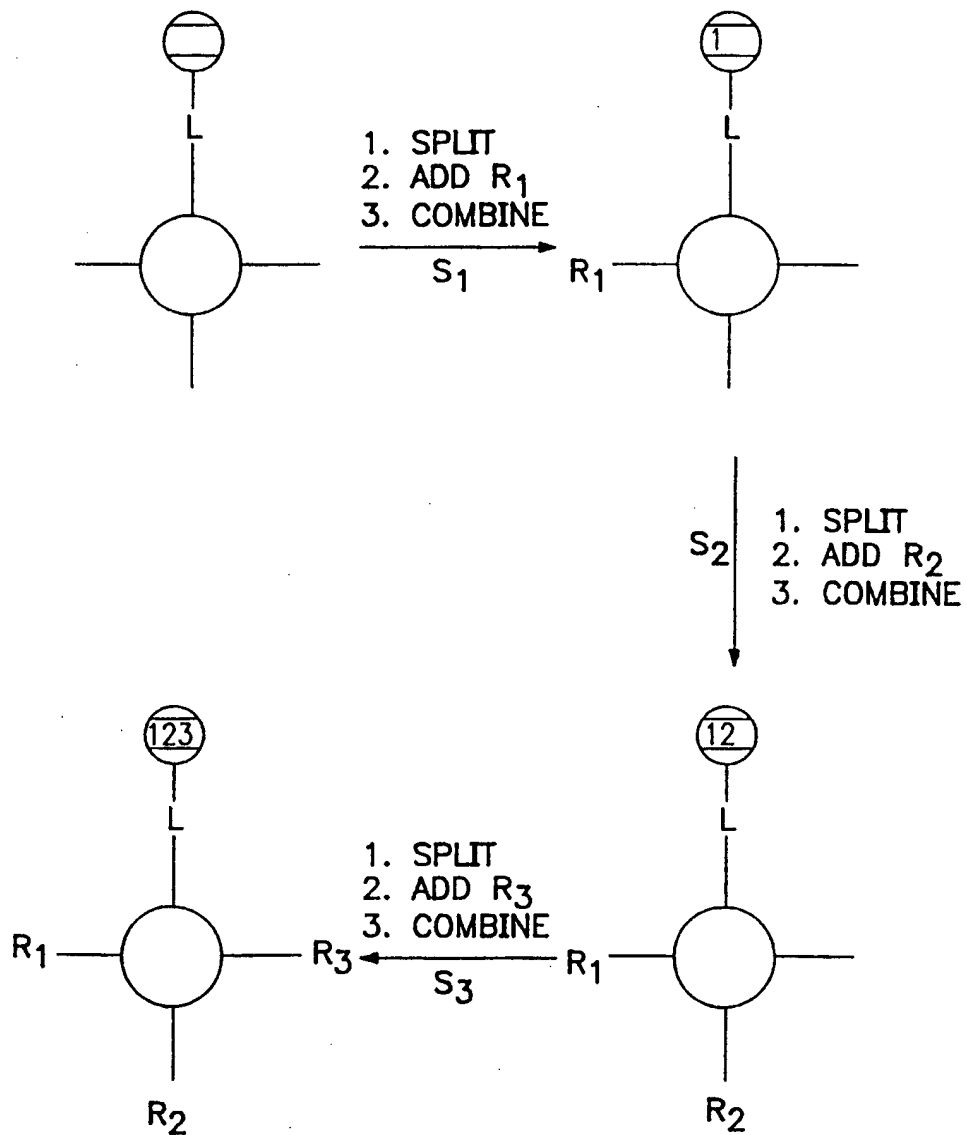 1
L
L
1. SPLIT
2. ADD R₁
3. COMBINE
S₁
R₁
S₂
1. SPLIT
2. ADD R₂
3. COMBINE
123
12
L
L
1. SPLIT
2. ADD R₃
3. COMBINE
R₁
R₃
S₃
R₁
R₂
R₂